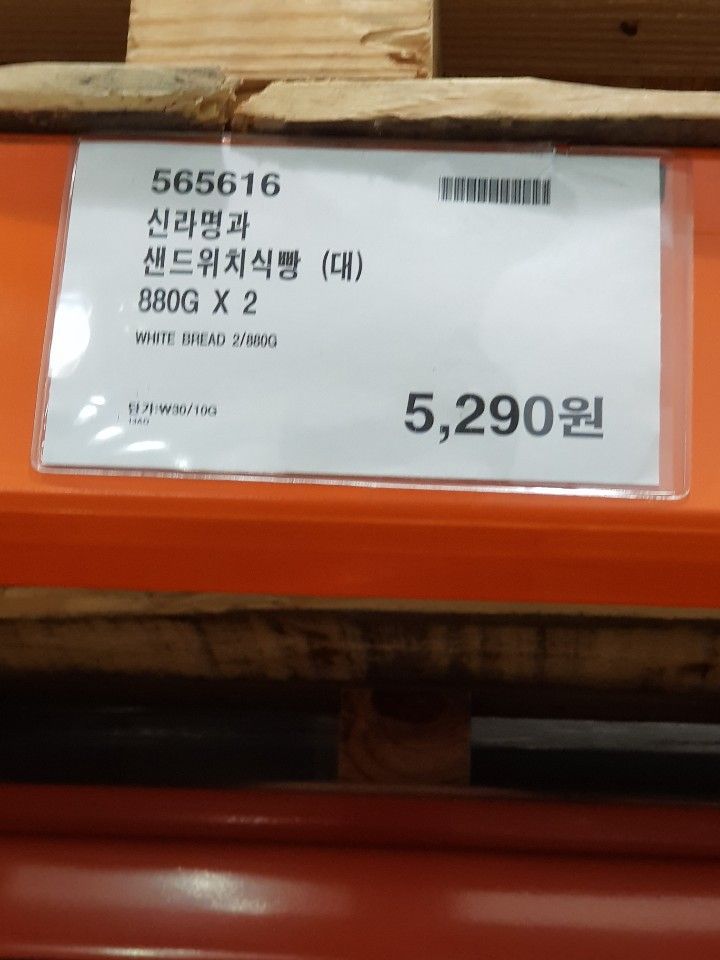 565616
신라명과
샌드위치식빵 (대)
880G X 2
WHITE BREAD 2/880G
단가:W30/10G
5,290원